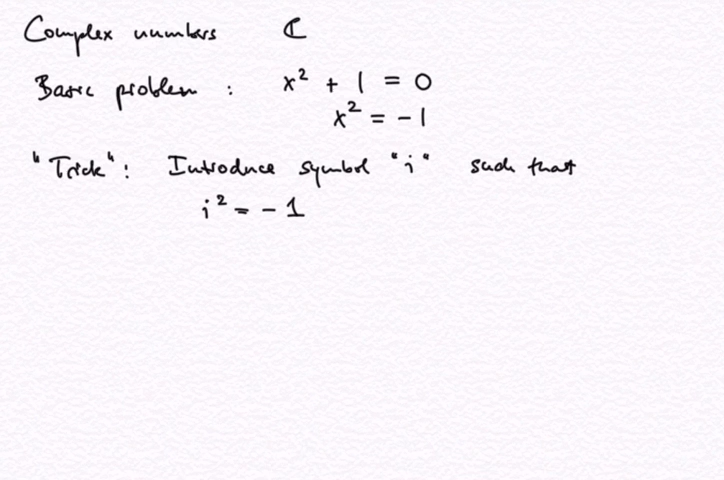 Complex numbers ℂ
Basic problem : x² + 1 = 0
x² = -1
"Trick": Introduce symbol "i" such that
i² = -1